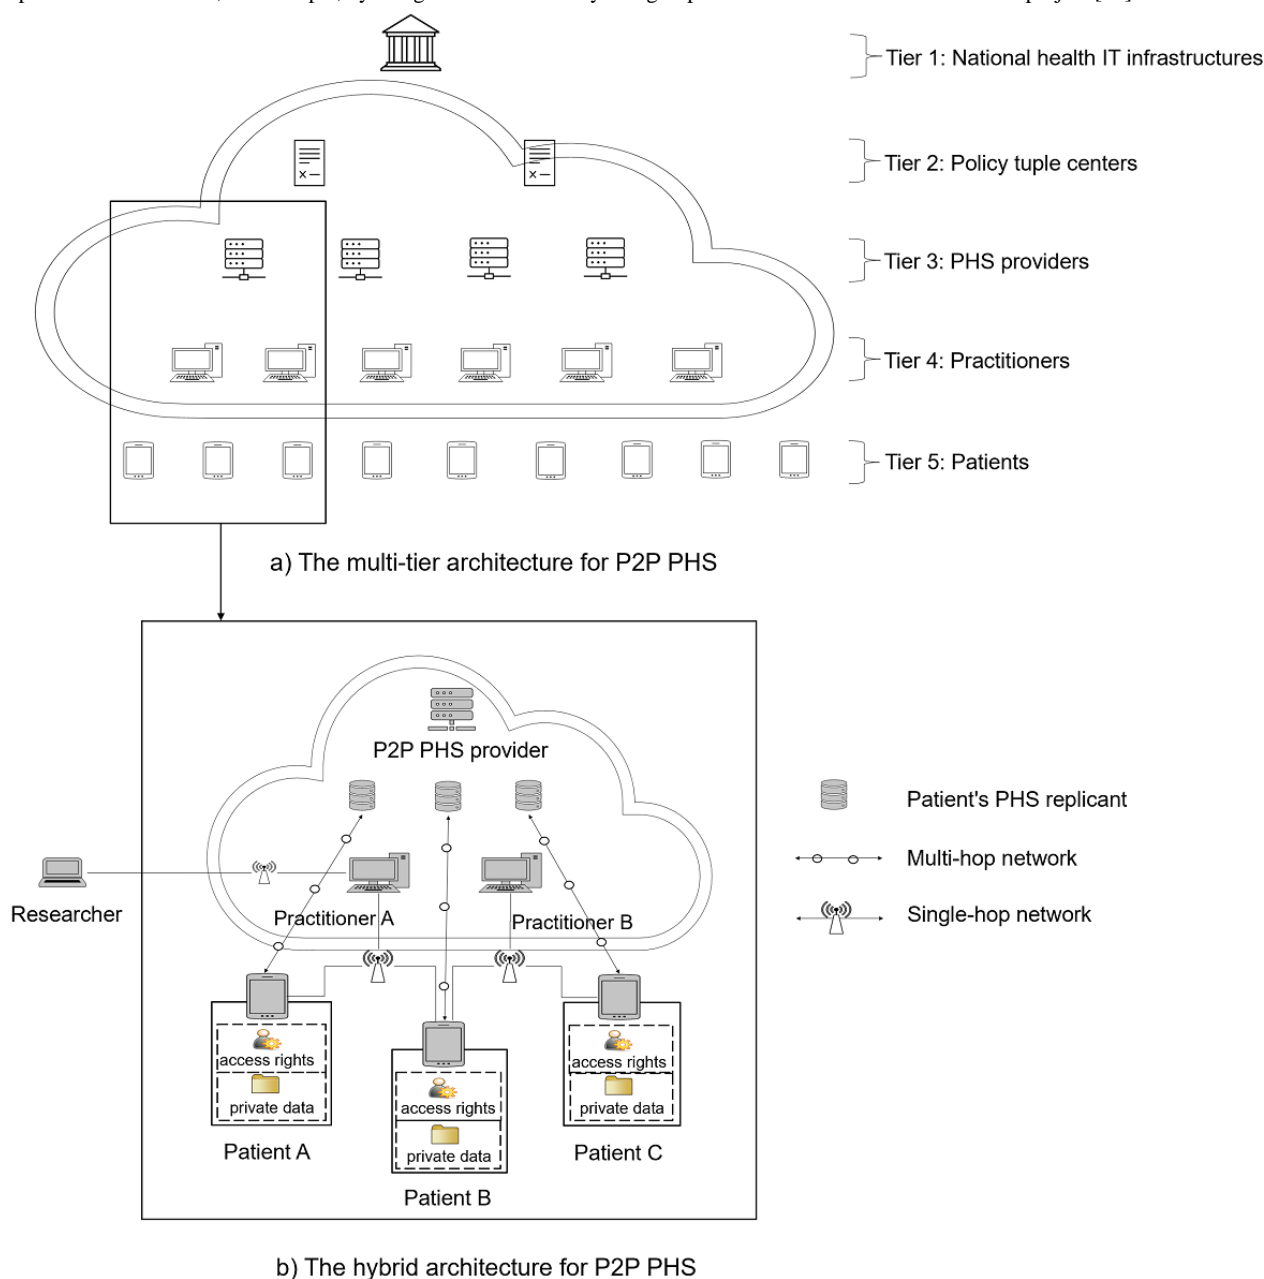 Tier 1: National health IT infrastructures
Tier 2: Policy tuple centers
Tier 3: PHS providers
Tier 4: Practitioners
Tier 5: Patients
a) The multi-tier architecture for P2P PHS
P2P PHS provider
Patient's PHS replicant
Multi-hop network
Researcher
Practitioner A
Practitioner B
Single-hop network
access rights
private data
Patient A
access rights
private data
Patient B
access rights
private data
Patient C
b) The hybrid architecture for P2P PHS